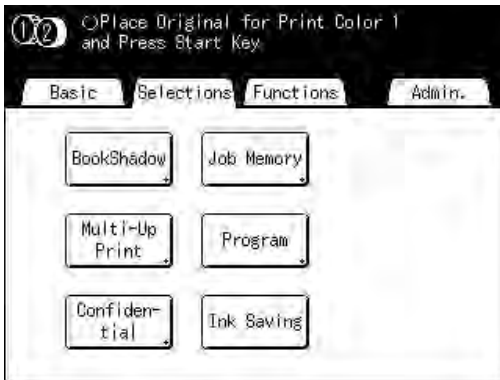 ①② ○Place Original for Print Color 1
and Press Start Key
Basic Selections Functions Admin.
BookShadow Job Memory
Multi-Up
Print
Program
Confiden-
tial
Ink Saving